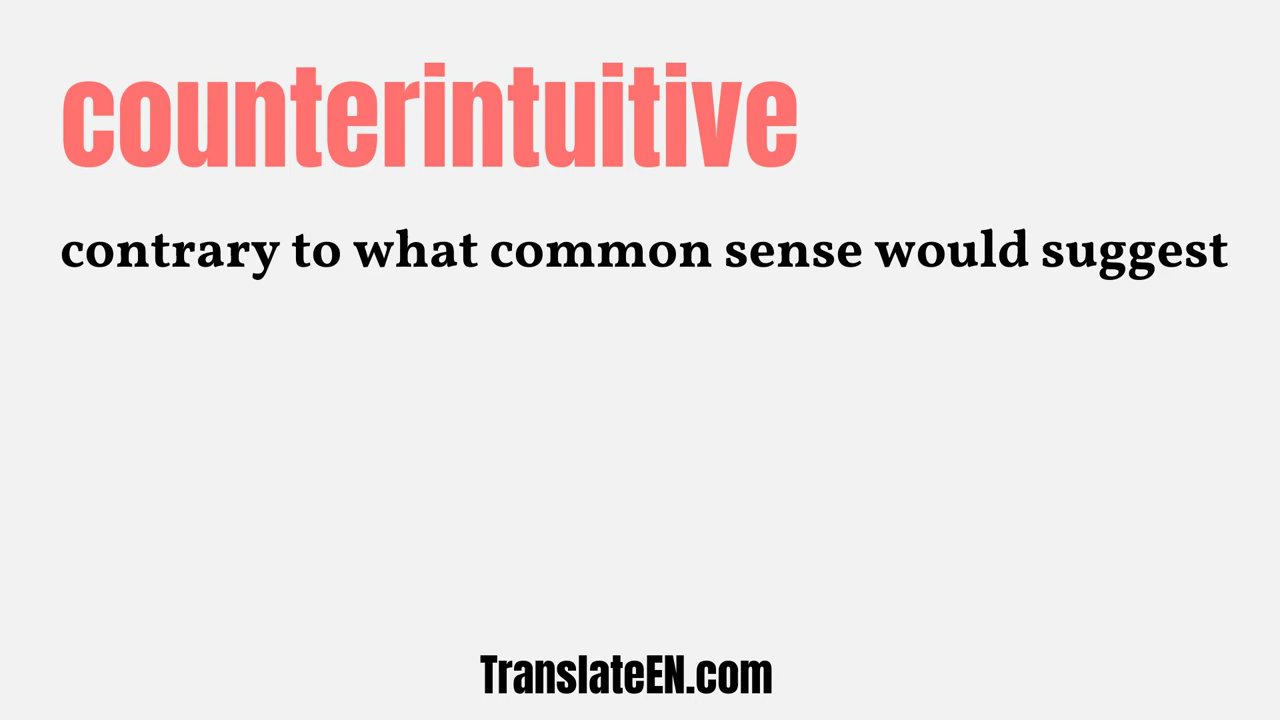 counterintuitive
contrary to what common sense would suggest
TranslateEN.com